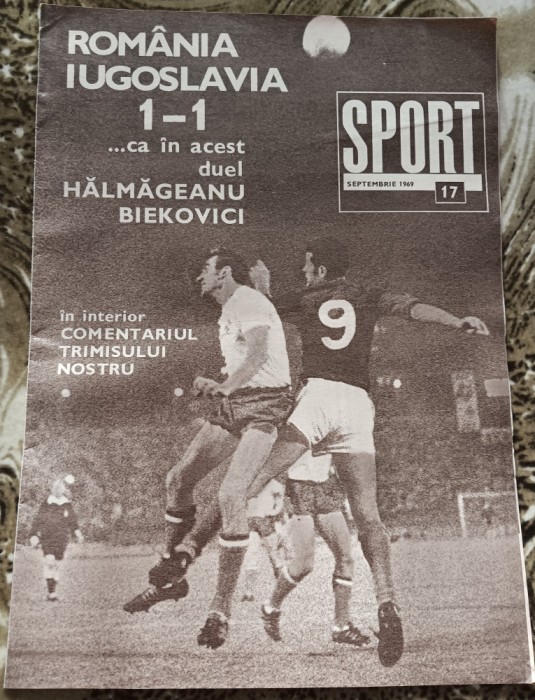 ROMÂNIA
IUGOSLAVIA
1-1
...ca în acest
duel
HĂLMĂGEANU
BIEKOVICI
SPORT
SEPTEMBRIE 1969
17
în interior
COMENTARIUL
TRIMISULUI
NOSTRU
9